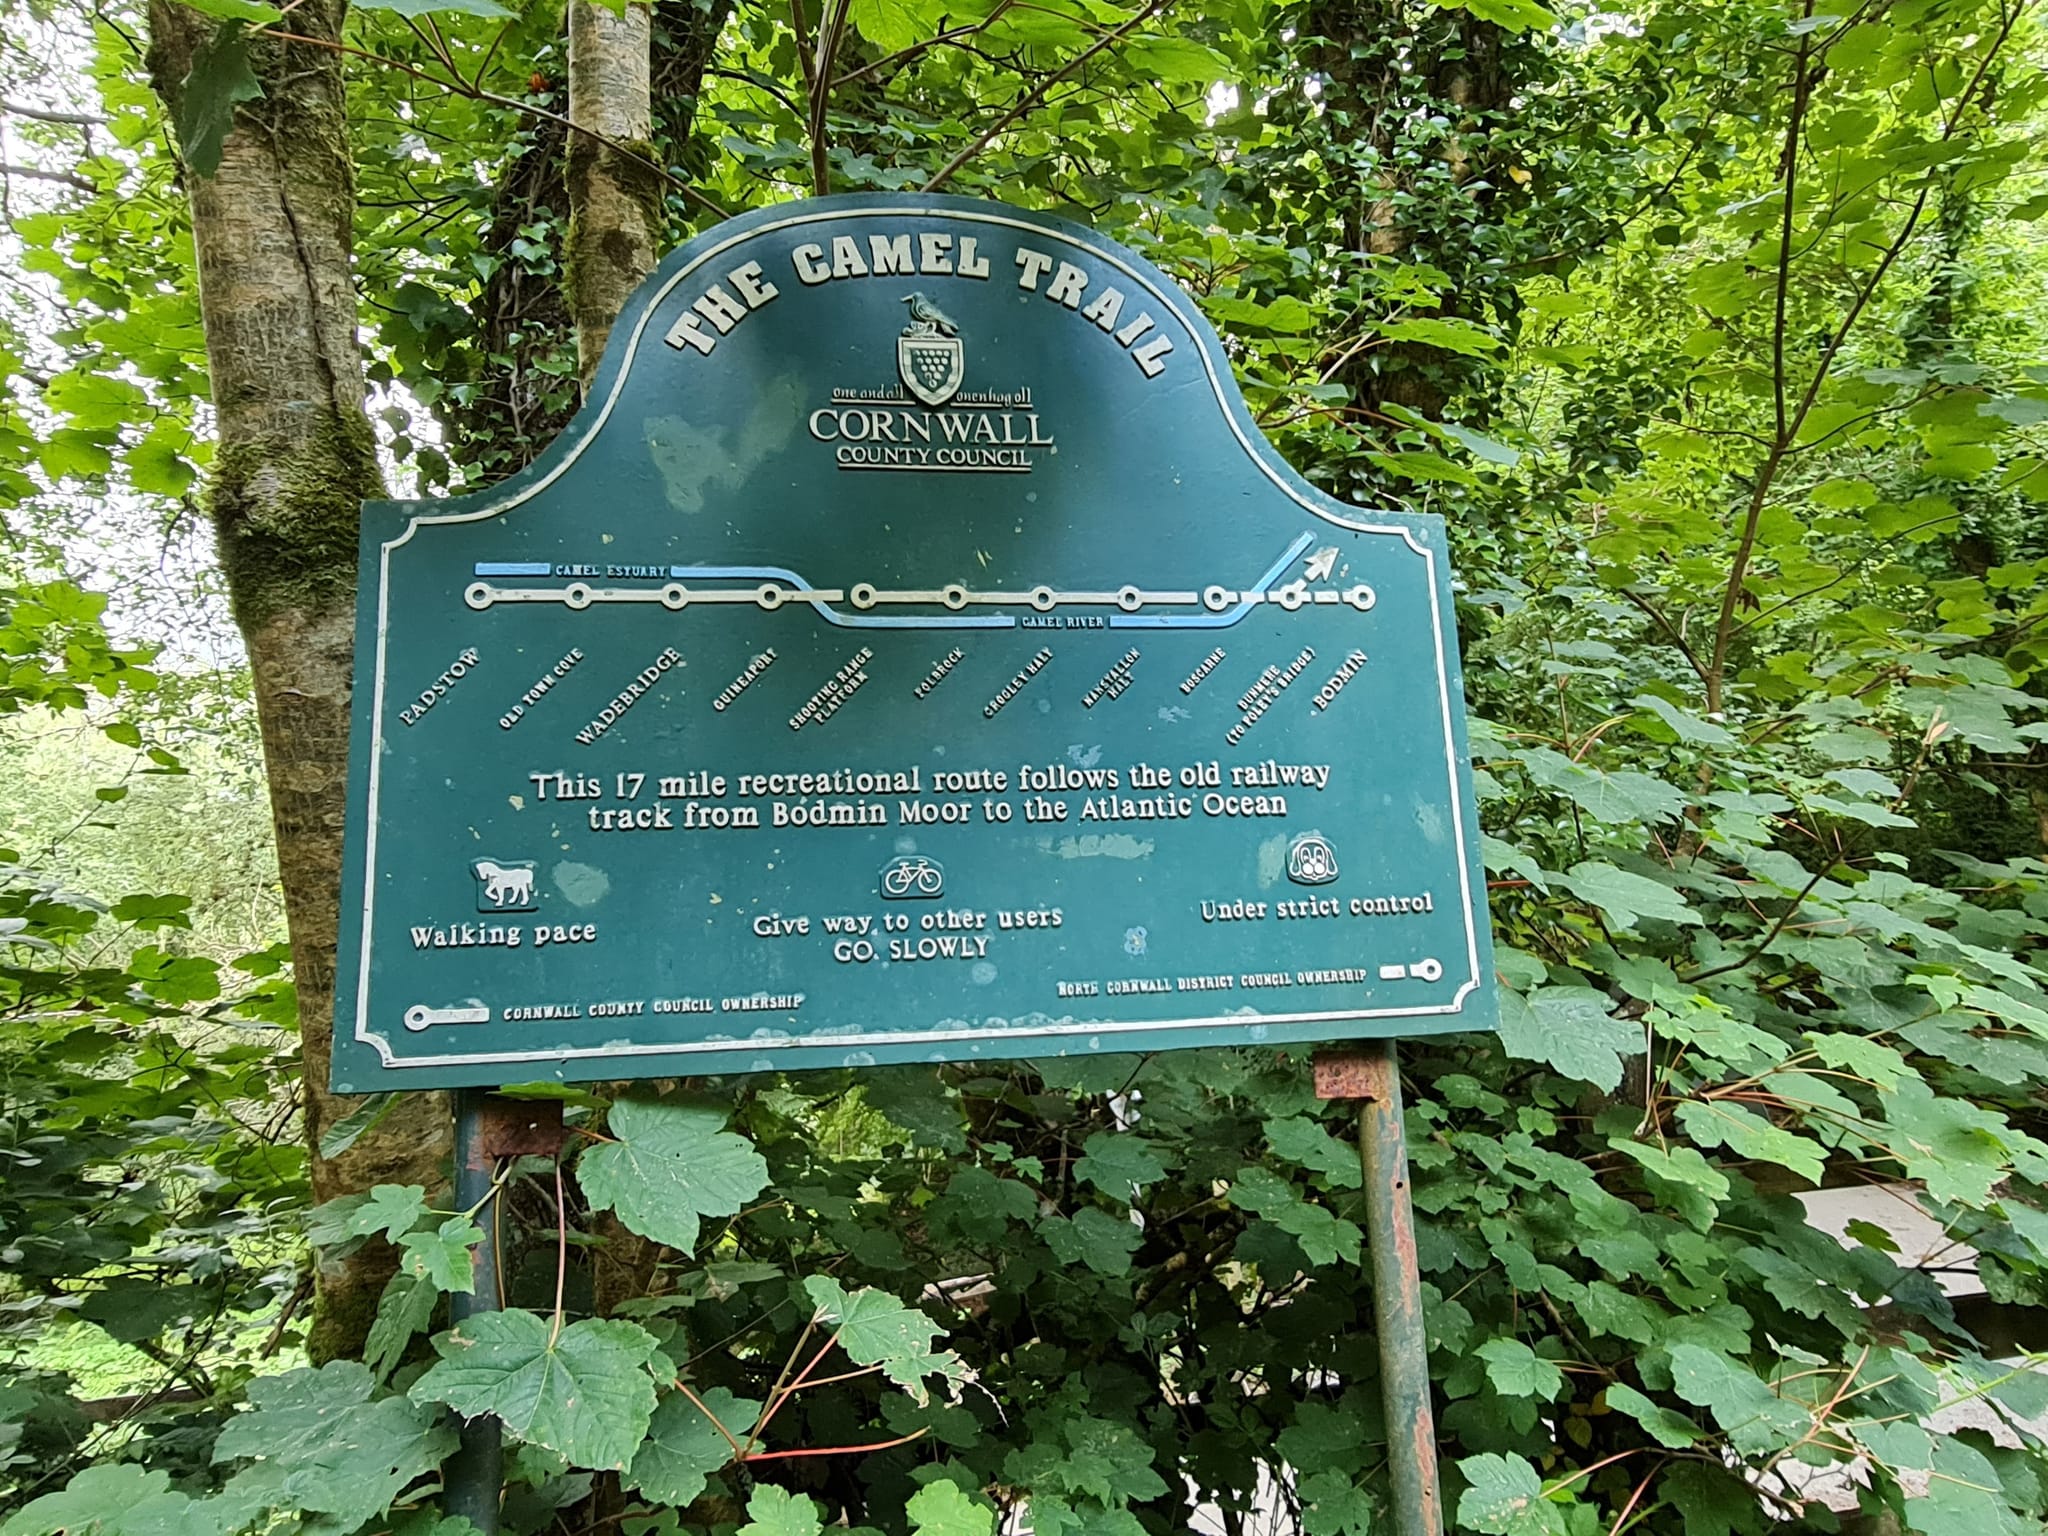 THE CAMEL TRAIL
one and all onen hag oll
CORNWALL
COUNTY COUNCIL
CAMEL ESTUARY
CAMEL RIVER
PADSTOW
OLD TOWN COVE
WADEBRIDGE
GUINEAPORT
SHOOTING RANGE
PLATFORM
POLBROCK
GROGLEY HALT
NANSTALLON
HALT
BOSCARNE
DUNMERE
(TO POLEY'S BRIDGE)
BODMIN
This 17 mile recreational route follows the old railway
track from Bodmin Moor to the Atlantic Ocean
Walking pace
Give way to other users
GO SLOWLY
Under strict control
CORNWALL COUNTY COUNCIL OWNERSHIP
NORTH CORNWALL DISTRICT COUNCIL OWNERSHIP